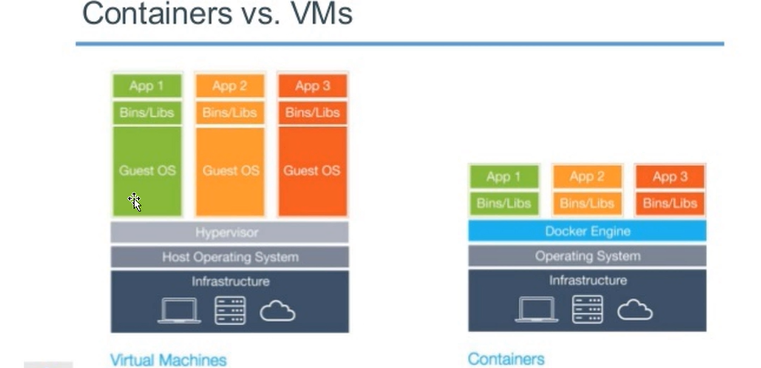 Containers vs. VMs
App 1
App 2
App 3
Bins/Libs
Bins/Libs
Bins/Libs
Guest OS
Guest OS
Guest OS
Hypervisor
Host Operating System
Infrastructure
Virtual Machines
App 1
App 2
App 3
Bins/Libs
Bins/Libs
Bins/Libs
Docker Engine
Operating System
Infrastructure
Containers